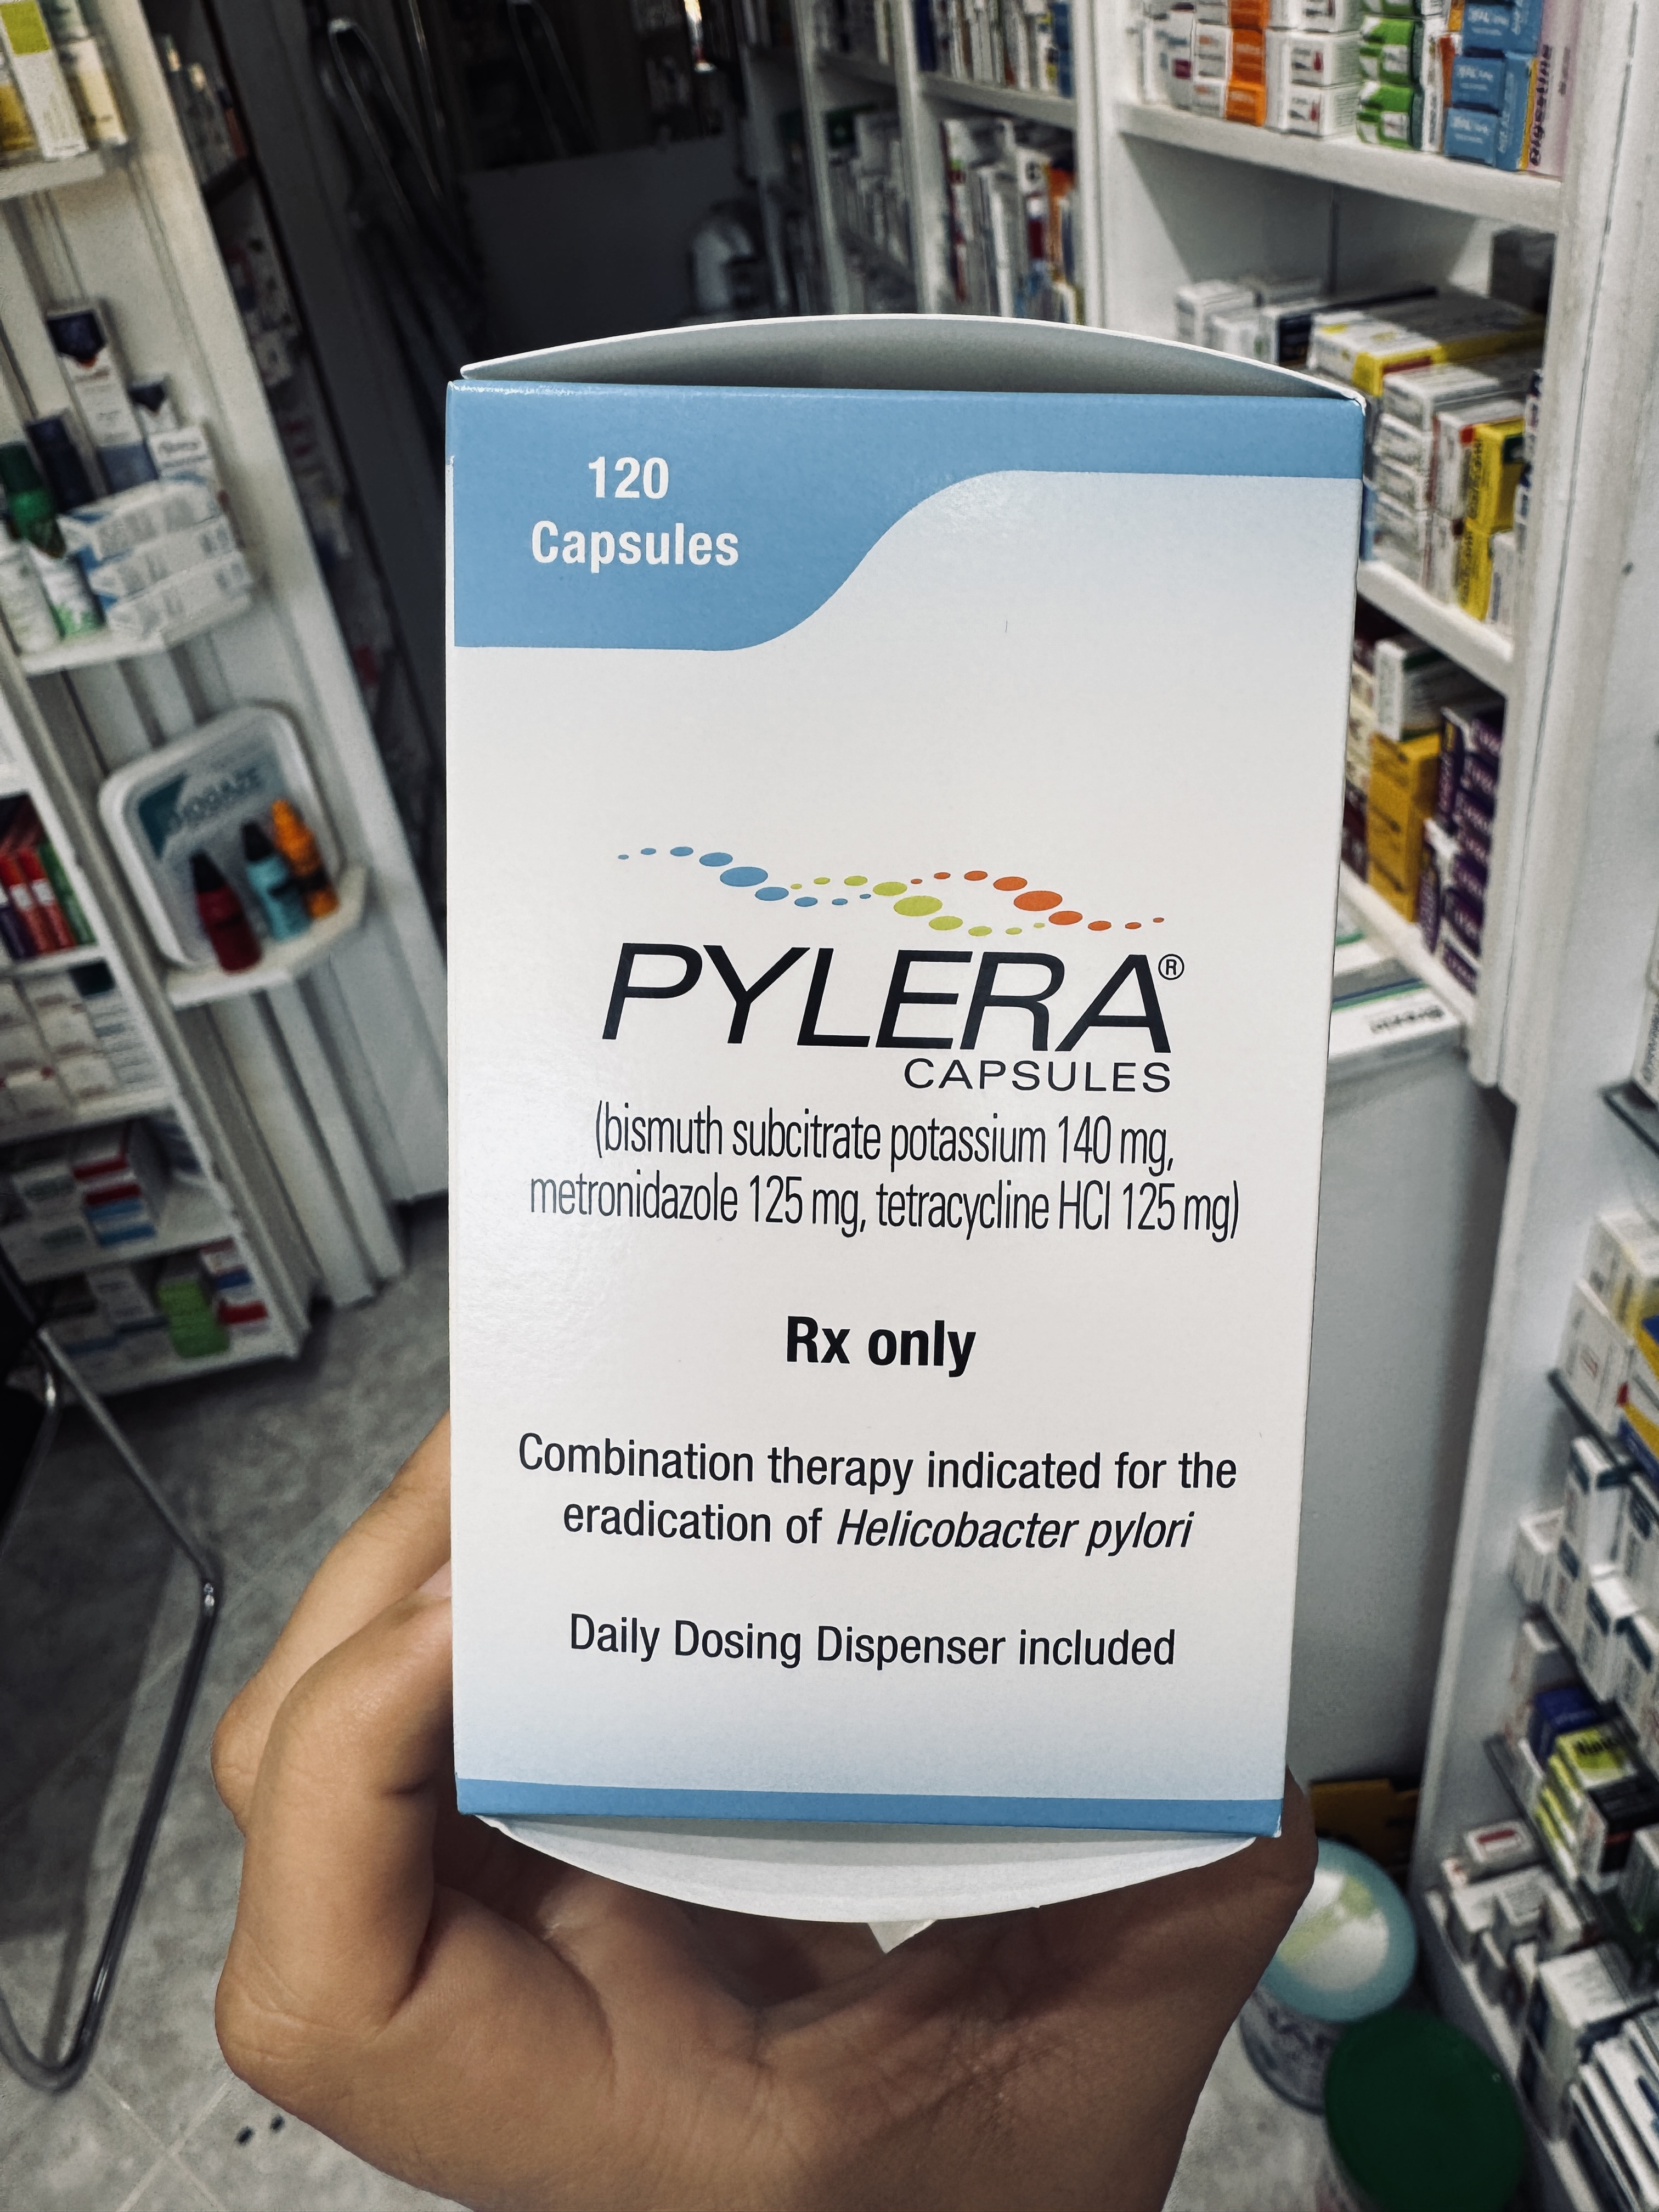 120
Capsules
PYLERA®
CAPSULES
(bismuth subcitrate potassium 140 mg,
metronidazole 125 mg, tetracycline HCl 125 mg)
Rx only
Combination therapy indicated for the
eradication of Helicobacter pylori
Daily Dosing Dispenser included
Digestine